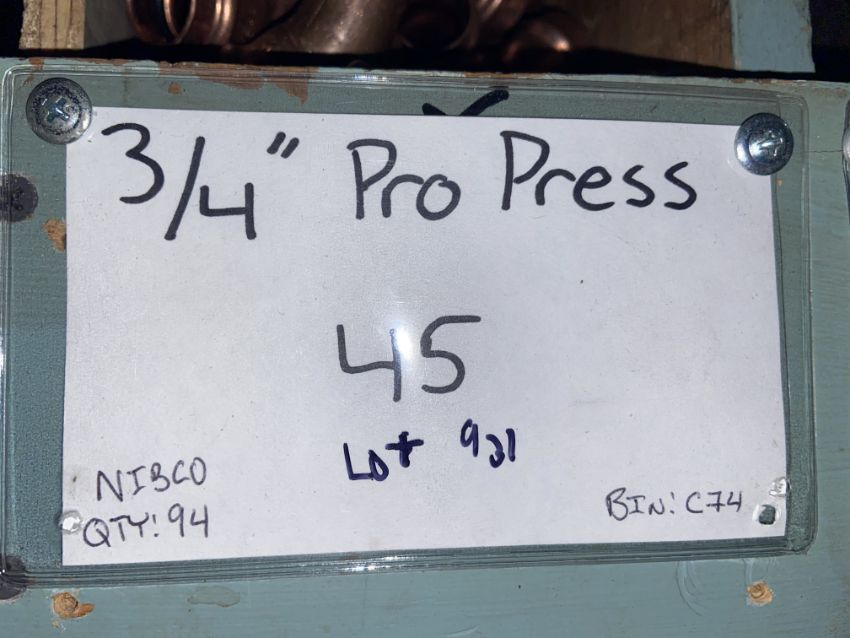 3/4" Pro Press
45
Lot 931
NIBCO
QTY: 94
BIN: C74